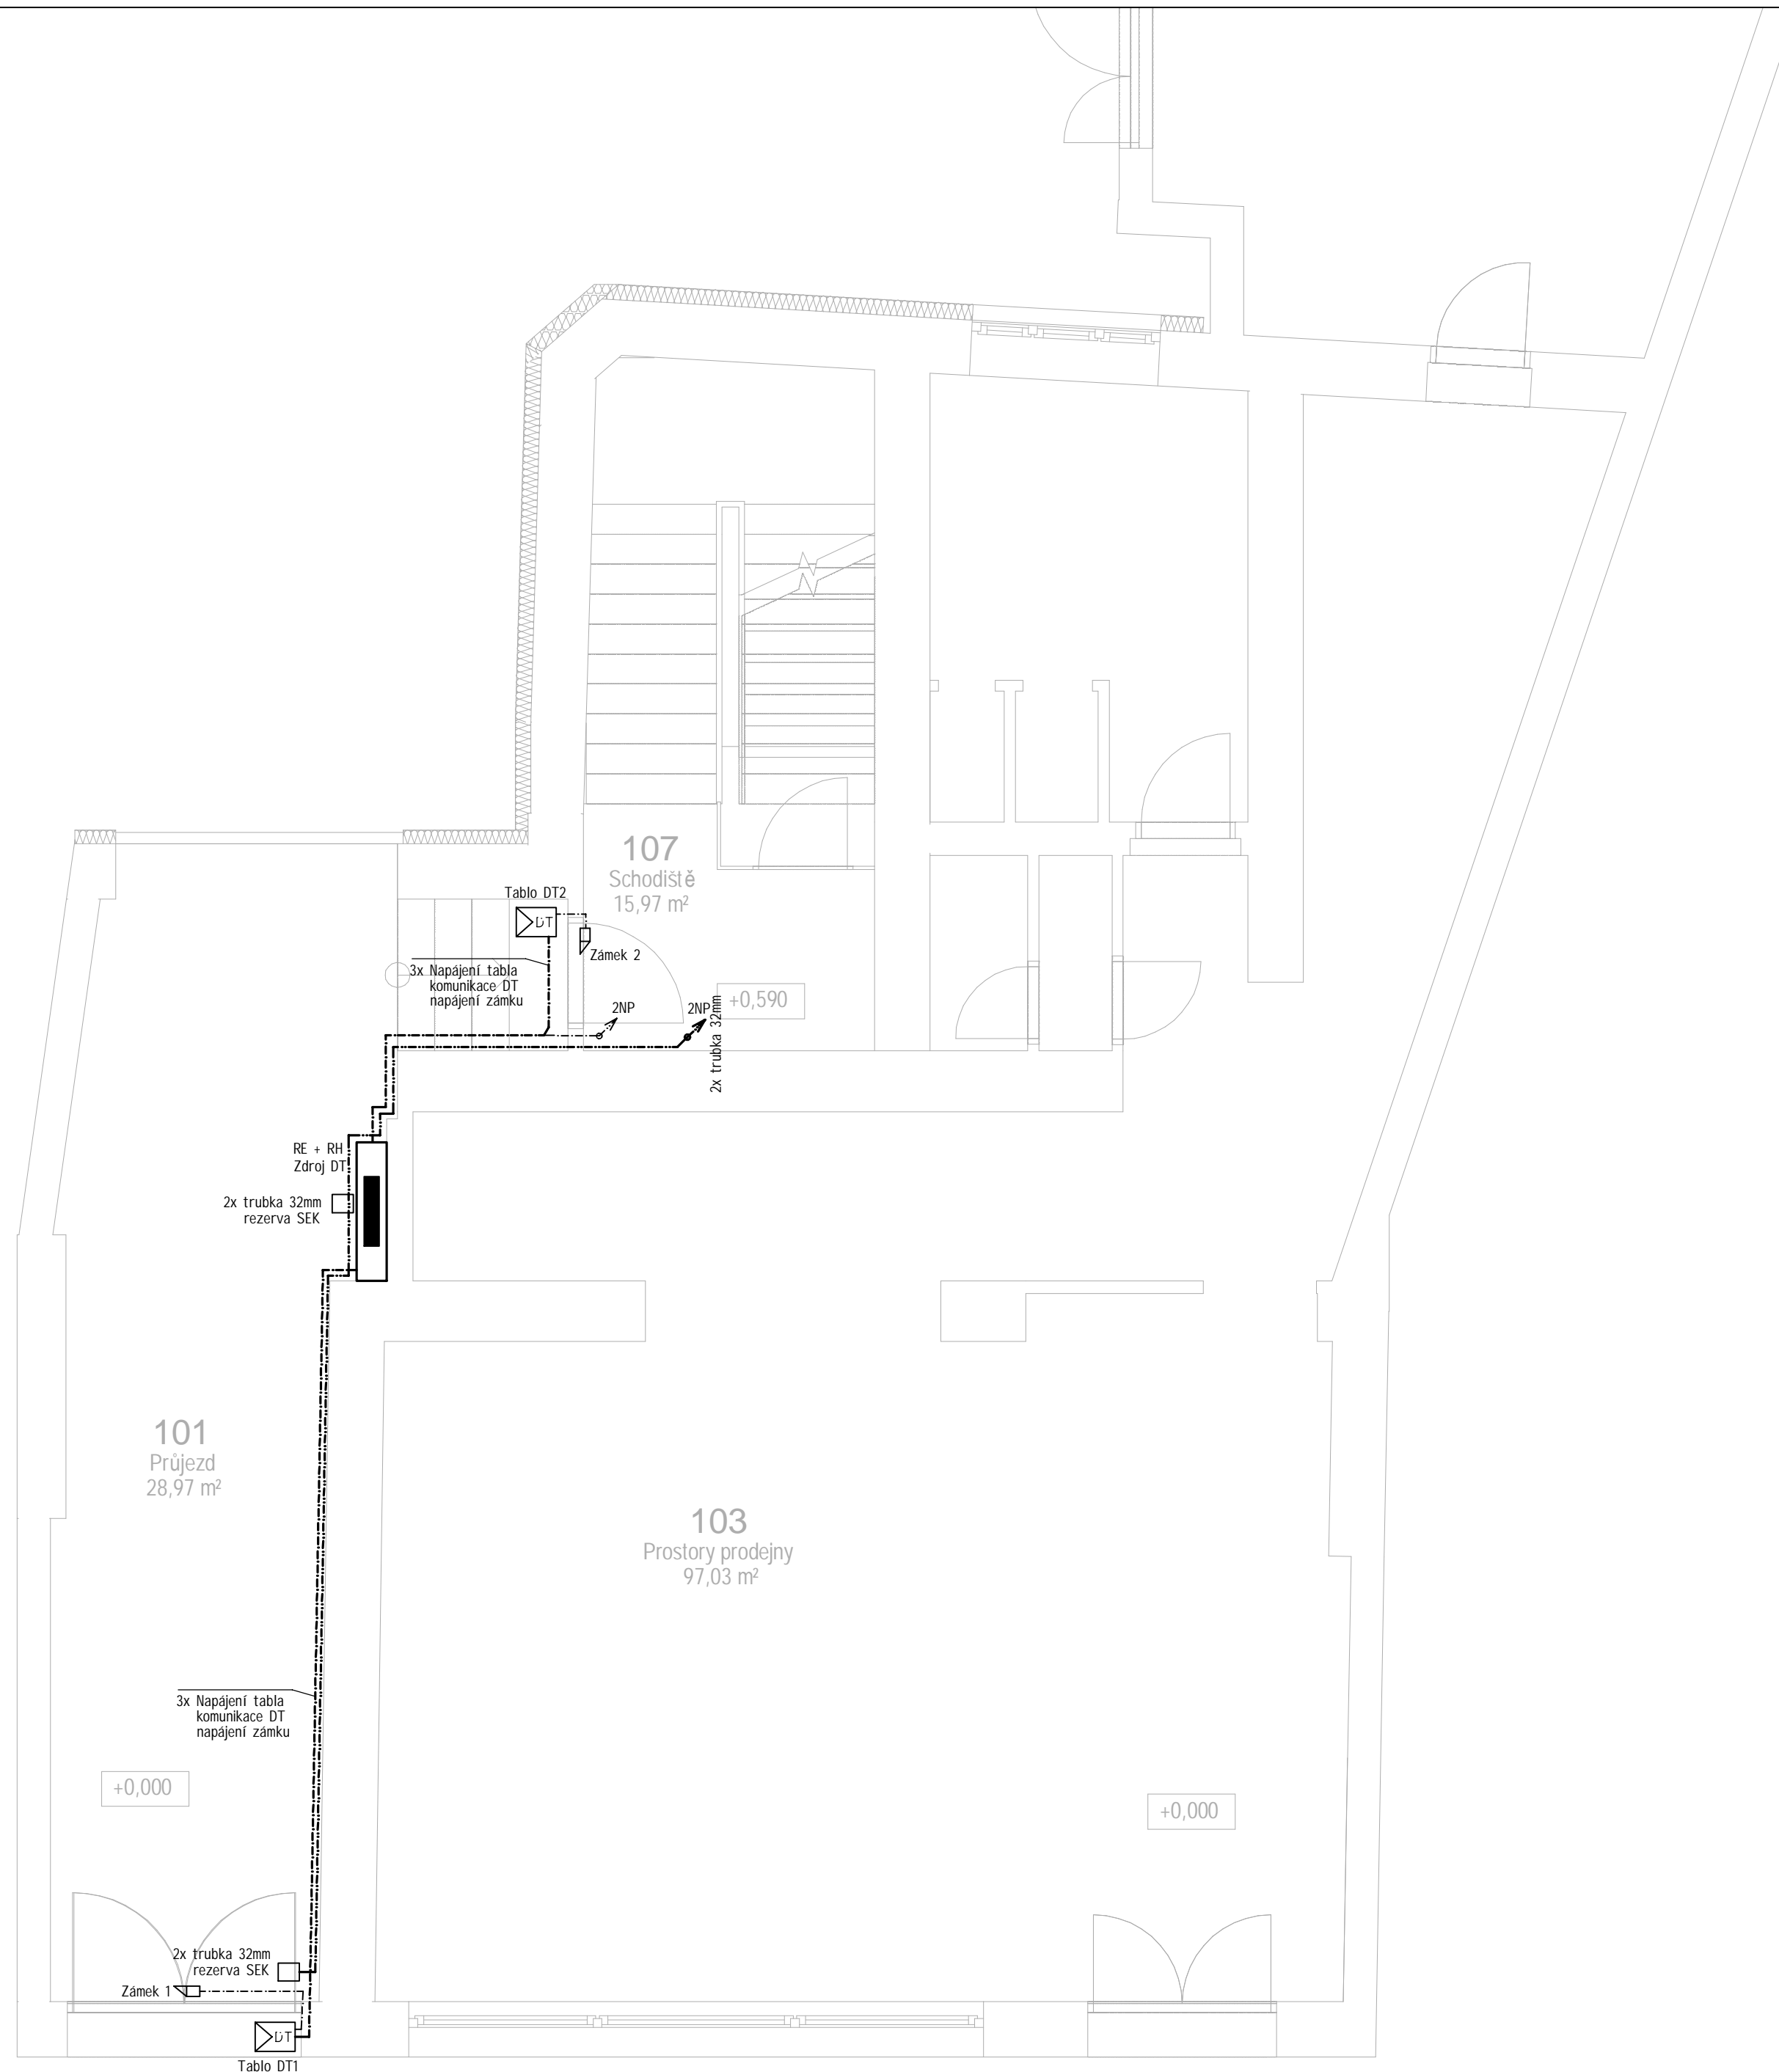 107
Schodiště
15,97 m²
Tablo DT2
DT
Zámek 2
3x Napájení tabla
komunikace DT
napájení zámku
2NP
2NP
2x trubka 32mm
+0,590
RE + RH
Zdroj DT
2x trubka 32mm
rezerva SEK
101
Průjezd
28,97 m²
103
Prostory prodejny
97,03 m²
3x Napájení tabla
komunikace DT
napájení zámku
+0,000
+0,000
2x trubka 32mm
rezerva SEK
Zámek 1
DT
Tablo DT1